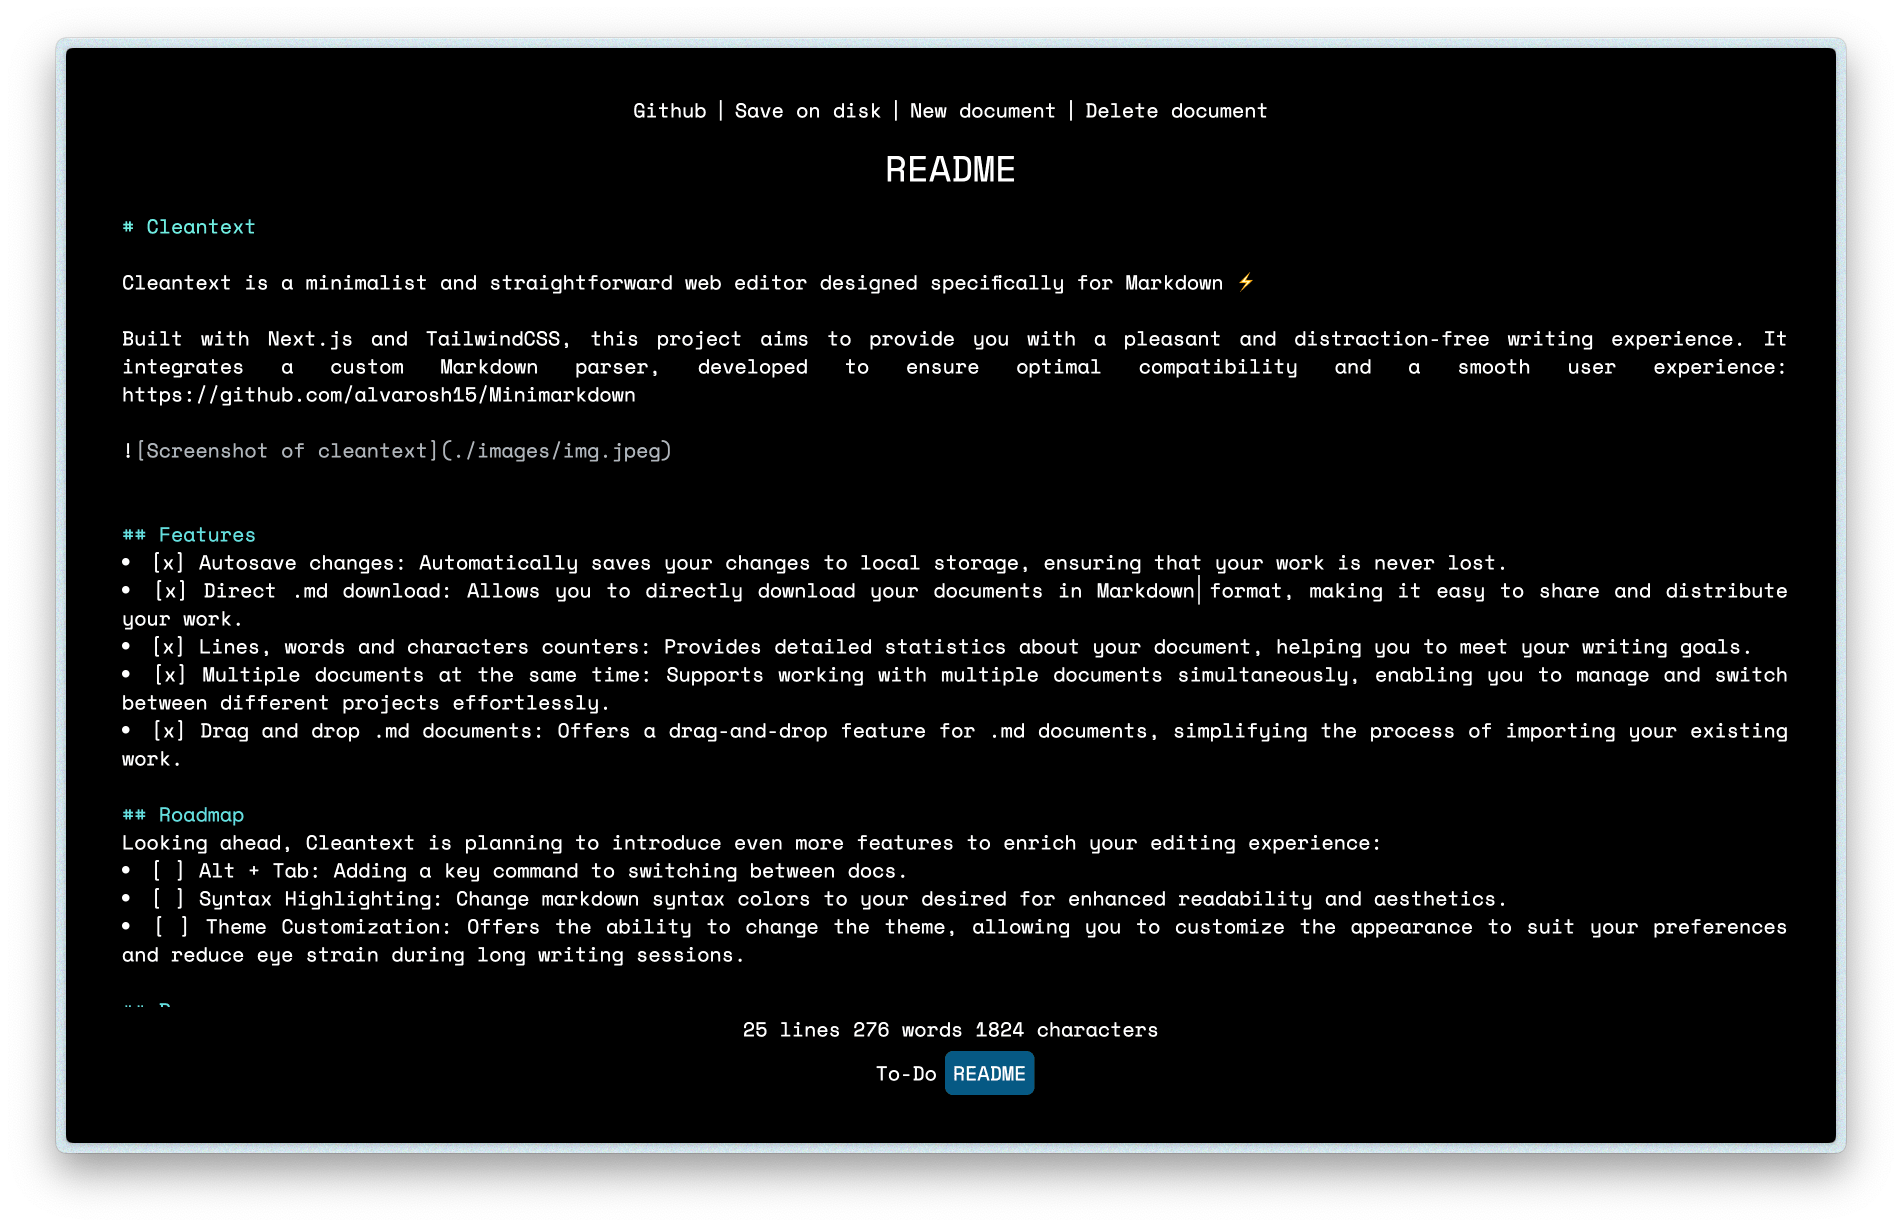 Github | Save on disk | New document | Delete document
README
# Cleantext
Cleantext is a minimalist and straightforward web editor designed specifically for Markdown ⚡
Built with Next.js and TailwindCSS, this project aims to provide you with a pleasant and distraction-free writing experience. It
integrates a custom Markdown parser, developed to ensure optimal compatibility and a smooth user experience:
https://github.com/alvarosh15/Minimarkdown
![Screenshot of cleantext](./images/img.jpeg)
## Features
• [x] Autosave changes: Automatically saves your changes to local storage, ensuring that your work is never lost.
• [x] Direct .md download: Allows you to directly download your documents in Markdown format, making it easy to share and distribute
your work.
• [x] Lines, words and characters counters: Provides detailed statistics about your document, helping you to meet your writing goals.
• [x] Multiple documents at the same time: Supports working with multiple documents simultaneously, enabling you to manage and switch
between different projects effortlessly.
• [x] Drag and drop .md documents: Offers a drag-and-drop feature for .md documents, simplifying the process of importing your existing
work.
## Roadmap
Looking ahead, Cleantext is planning to introduce even more features to enrich your editing experience:
• [ ] Alt + Tab: Adding a key command to switching between docs.
• [ ] Syntax Highlighting: Change markdown syntax colors to your desired for enhanced readability and aesthetics.
• [ ] Theme Customization: Offers the ability to change the theme, allowing you to customize the appearance to suit your preferences
and reduce eye strain during long writing sessions.
25 lines 276 words 1824 characters
To-Do README